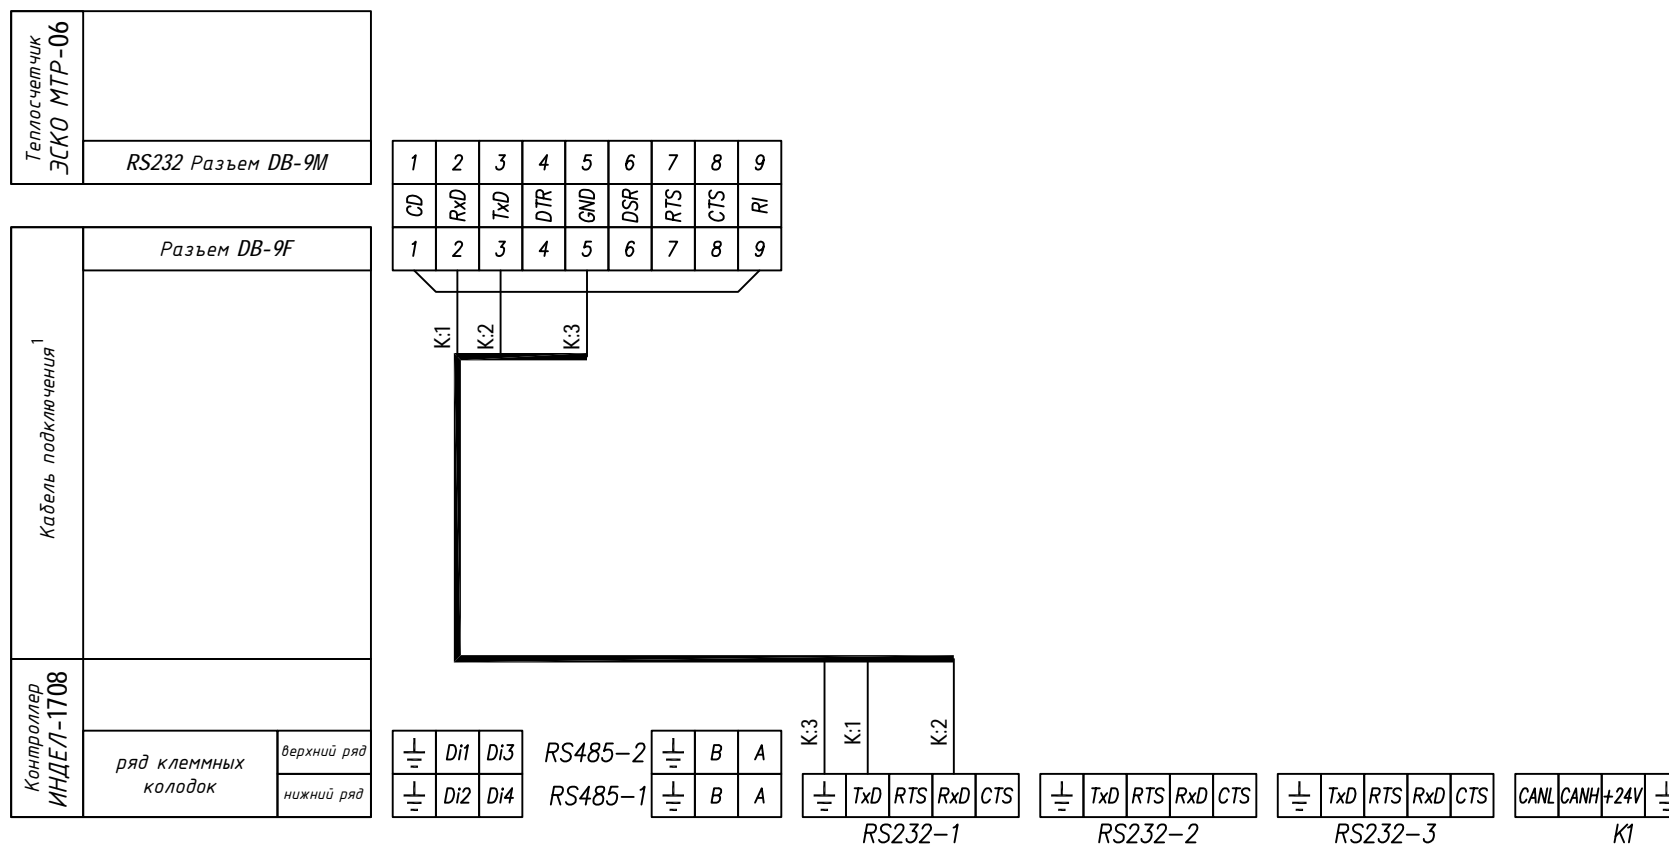 Теплосчетчик
ЭСКО МТР-06
RS232 Разъем DB-9M
1 2 3 4 5 6 7 8 9
CD RxD TxD DTR GND DSR RTS CTS RI
Разъем DB-9F
1 2 3 4 5 6 7 8 9
K:1 K:2 K:3
Кабель подключения1
Контроллер
ИНДЕЛ-1708
ряд клеммных
колодок
верхний ряд
нижний ряд
K:3 K:1 K:2
Di1 Di3 RS485-2 B A
Di2 Di4 RS485-1 B A
TxD RTS RxD CTS
RS232-1
TxD RTS RxD CTS
RS232-2
TxD RTS RxD CTS
RS232-3
CANL CANH +24V
K1